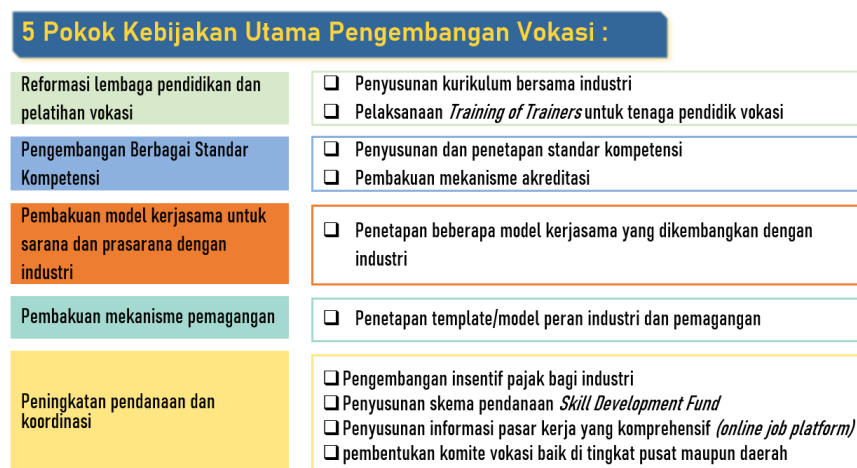 5 Pokok Kebijakan Utama Pengembangan Vokasi :
Reformasi lembaga pendidikan dan
pelatihan vokasi
❑ Penyusunan kurikulum bersama industri
❑ Pelaksanaan Training of Trainers untuk tenaga pendidik vokasi
Pengembangan Berbagai Standar
Kompetensi
❑ Penyusunan dan penetapan standar kompetensi
❑ Pembakuan mekanisme akreditasi
Pembakuan model kerjasama untuk
sarana dan prasarana dengan
industri
❑ Penetapan beberapa model kerjasama yang dikembangkan dengan
industri
Pembakuan mekanisme pemagangan
❑ Penetapan template/model peran industri dan pemagangan
Peningkatan pendanaan dan
koordinasi
❑ Pengembangan insentif pajak bagi industri
❑ Penyusunan skema pendanaan Skill Development Fund
❑ Penyusunan informasi pasar kerja yang komprehensif (online job platform)
❑ pembentukan komite vokasi baik di tingkat pusat maupun daerah